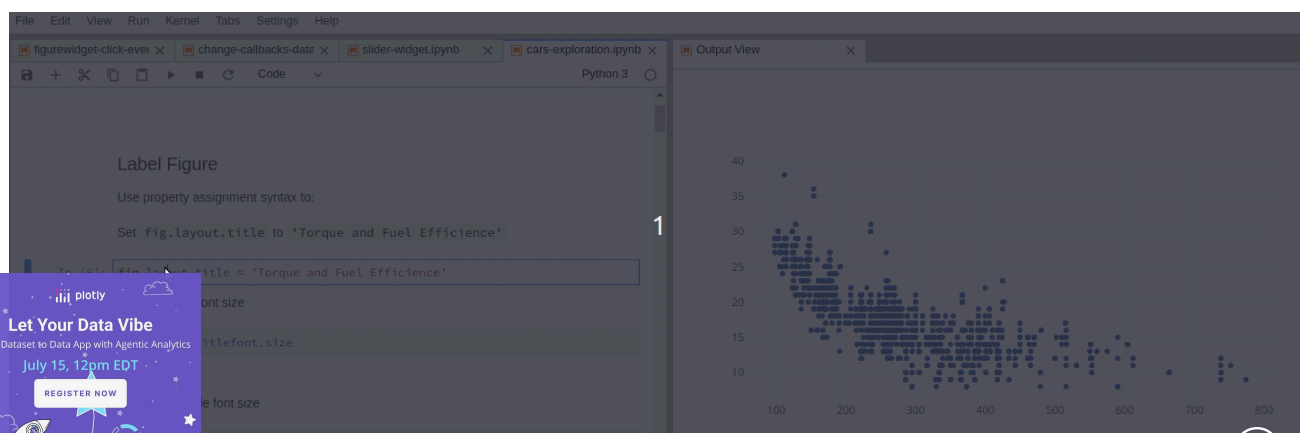 File Edit View Run Kernel Tabs Settings Help
figurewidget-click-ever change-callbacks-data slider-widget.ipynb cars-exploration.ipynb Output View
Code Python 3
Label Figure
Use property assignment syntax to:
Set fig.layout.title to 'Torque and Fuel Efficience'
fig.layout.title = 'Torque and Fuel Efficience'
ont size
itlefont.size
le font size
1
40
35
30
25
20
15
10
100 200 300 400 500 600 700 800
plotly
Let Your Data Vibe
Dataset to Data App with Agentic Analytics
July 15, 12pm EDT
REGISTER NOW